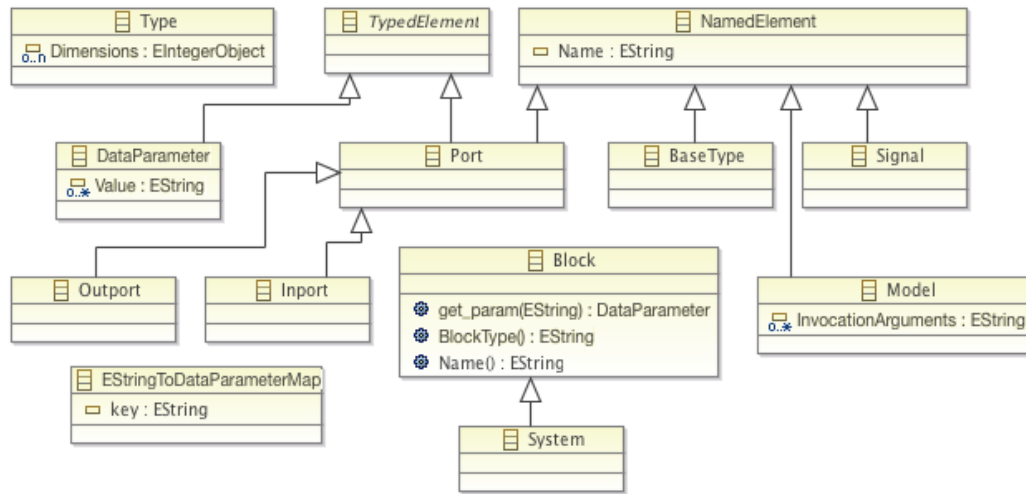 Type
Dimensions : EIntegerObject
0..n
TypedElement
NamedElement
Name : EString
DataParameter
Value : EString
0..*
Port
BaseType
Signal
Outport
Inport
Block
get_param(EString) : DataParameter
BlockType() : EString
Name() : EString
Model
InvocationArguments : EString
0..*
EStringToDataParameterMap
key : EString
System